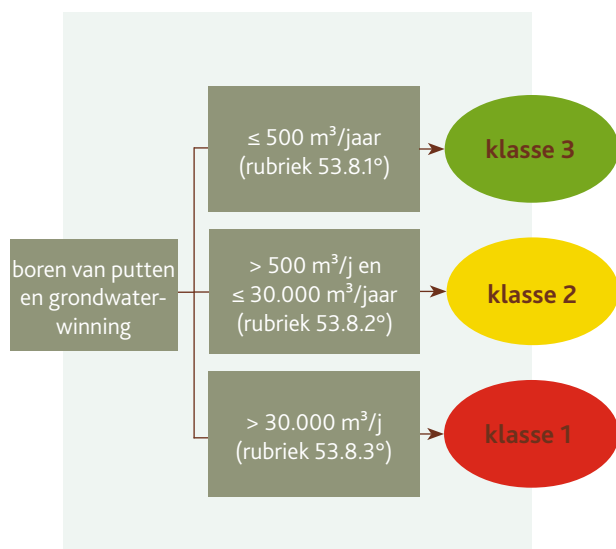 boren van putten
en grondwater-
winning
≤ 500 m³/jaar
(rubriek 53.8.1°)
klasse 3
> 500 m³/j en
≤ 30.000 m³/jaar
(rubriek 53.8.2°)
klasse 2
> 30.000 m³/j
(rubriek 53.8.3°)
klasse 1